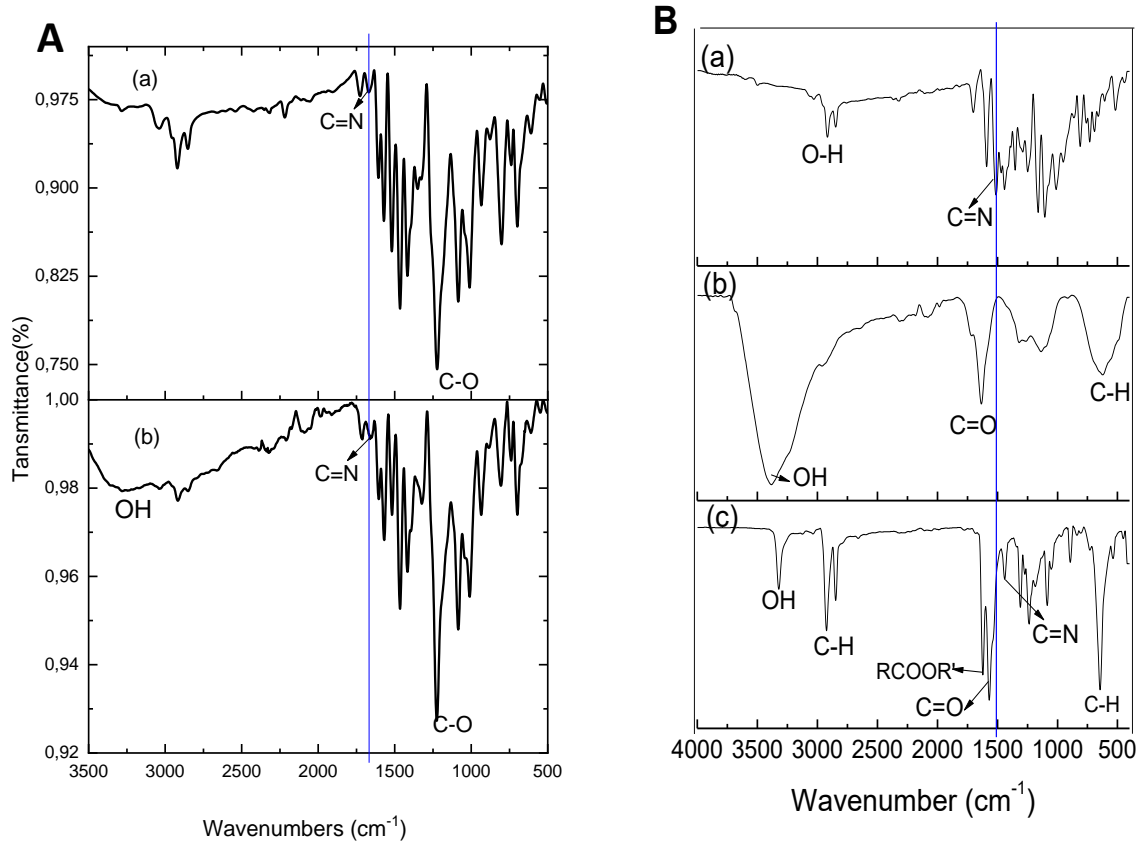 A
(a)
C=N
C-O
0,975
0,900
0,825
0,750
1,00
(b)
C=N
OH
C-O
0,98
0,96
0,94
0,92
Tansmittance(%)
3500 3000 2500 2000 1500 1000 500
Wavenumbers (cm⁻¹)
B
(a)
O-H
C=N
(b)
C-H
C=O
OH
(c)
OH
C=N
C-H
RCOOR'
C=O
C-H
4000 3500 3000 2500 2000 1500 1000 500
Wavenumber (cm⁻¹)